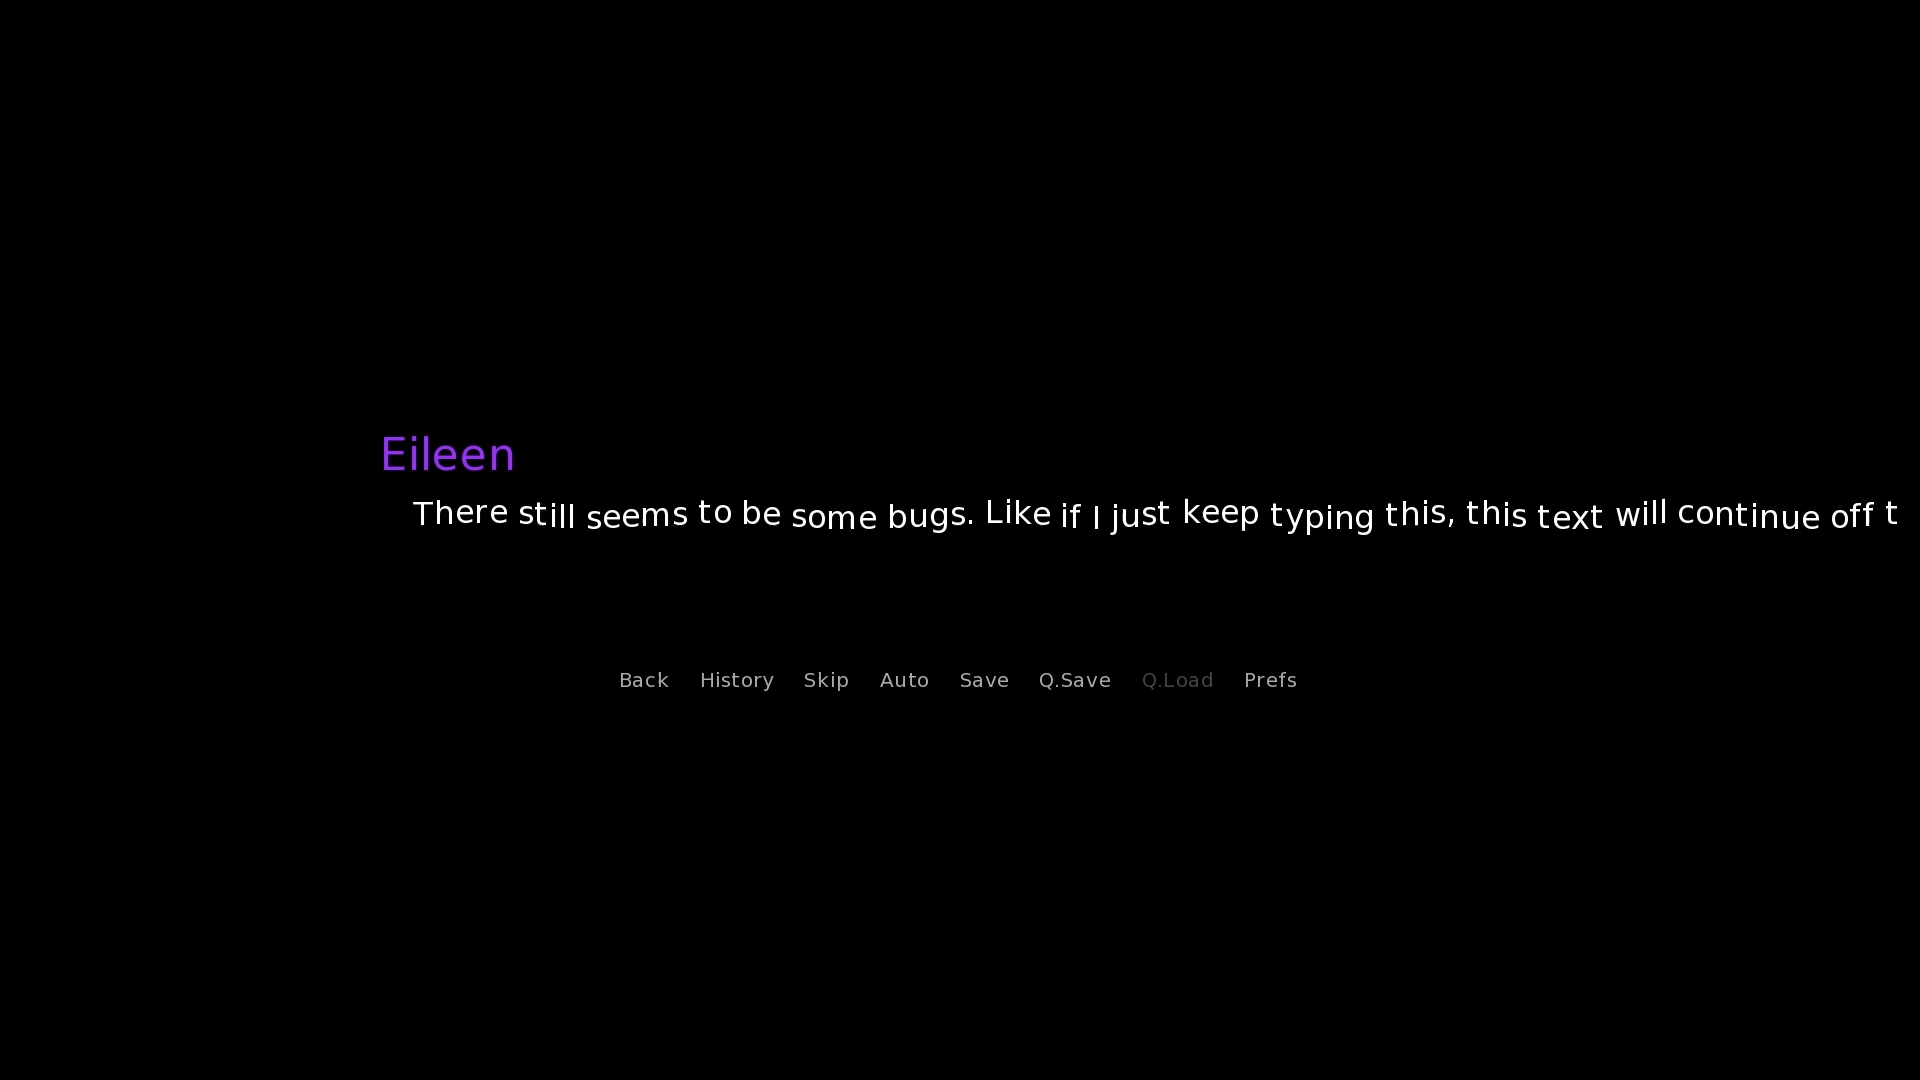 Eileen
There still seems to be some bugs. Like if I just keep typing this, this text will continue off t
Back History Skip Auto Save Q.Save Q.Load Prefs